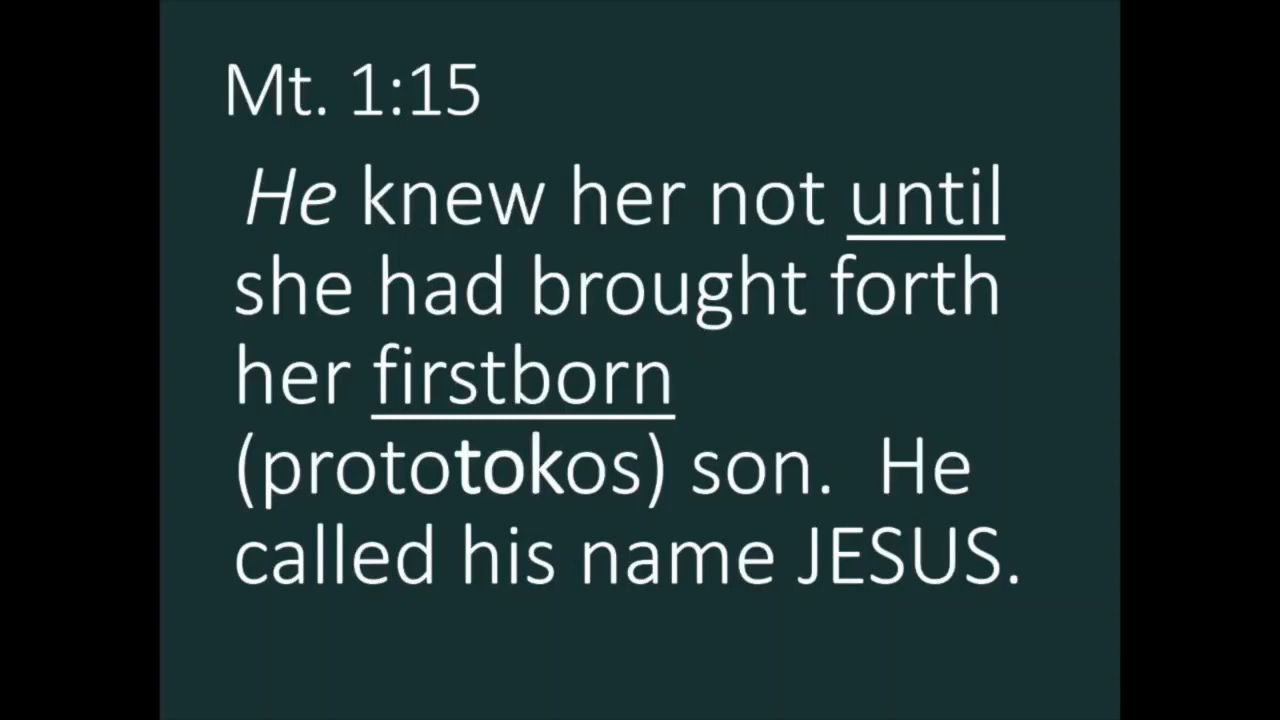 Mt. 1:15
He knew her not until
she had brought forth
her firstborn
(prototokos) son.  He
called his name JESUS.